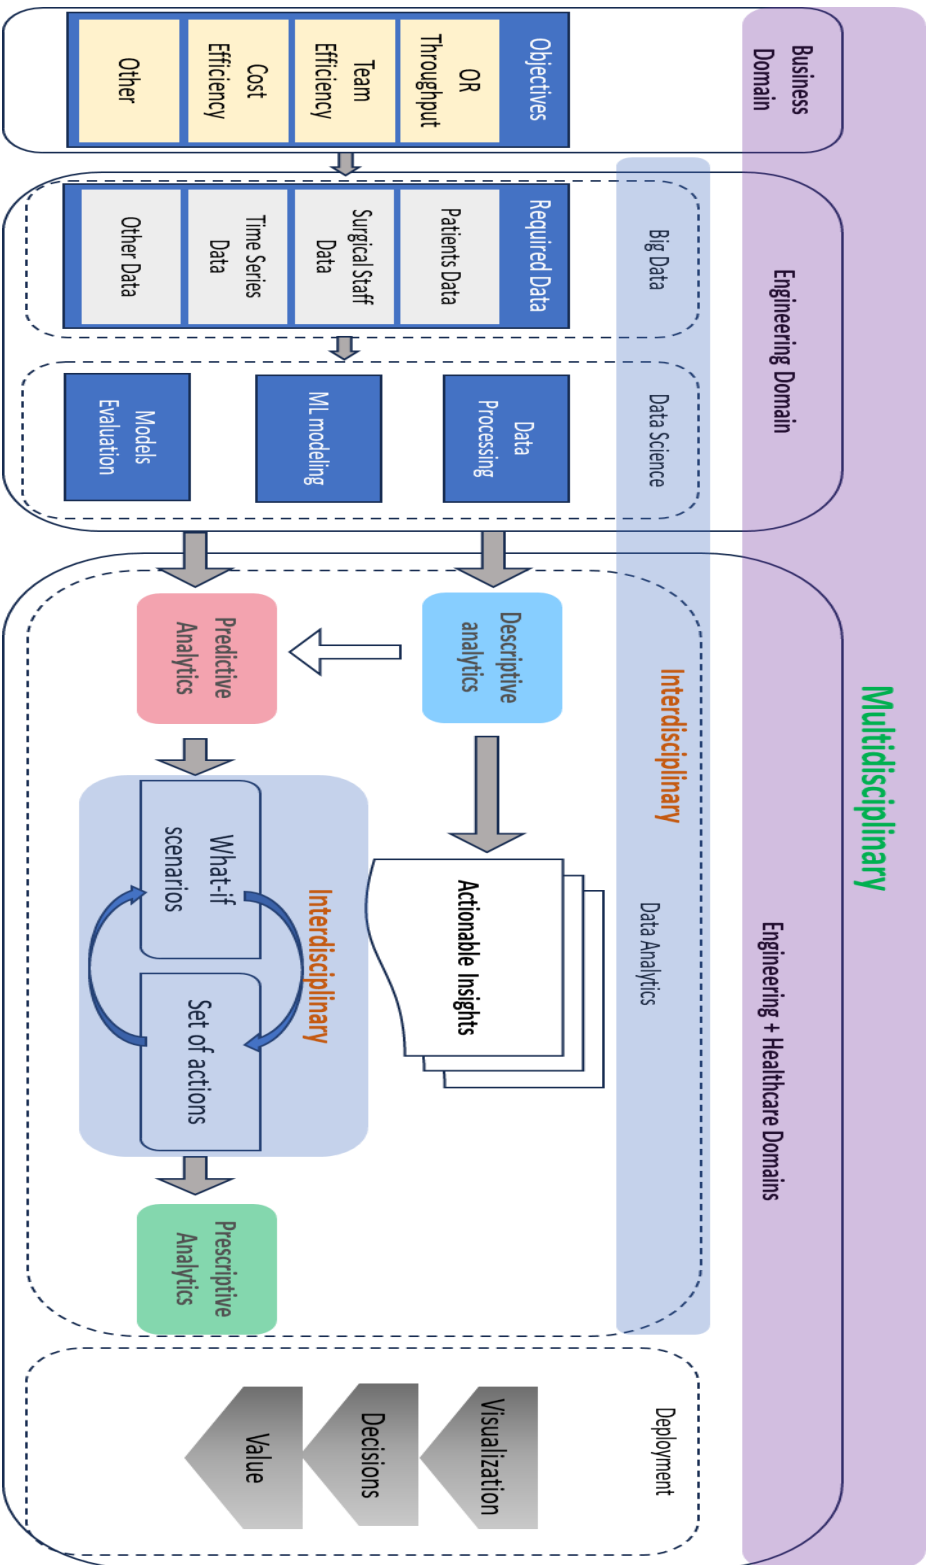 Multidisciplinary
Business
Domain
Engineering Domain
Engineering + Healthcare Domains
Big Data
Data Science
Interdisciplinary
Data Analytics
Deployment
Objectives
OR
Throughput
Team
Efficiency
Cost
Efficiency
Other
Required Data
Patients Data
Surgical Staff
Data
Time Series
Data
Other Data
Data
Processing
ML modeling
Models
Evaluation
Descriptive
analytics
Actionable Insights
Predictive
Analytics
Interdisciplinary
What-if
scenarios
Set of actions
Prescriptive
Analytics
Visualization
Decisions
Value